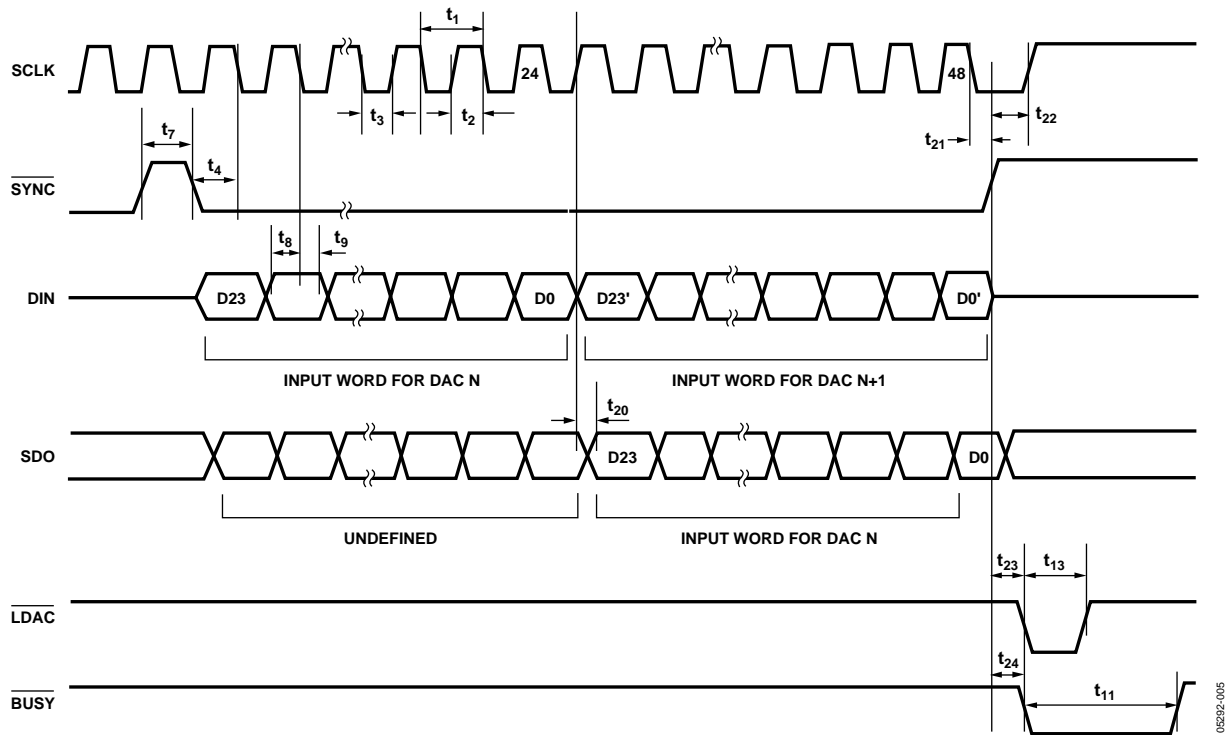 t1
SCLK
24
48
t3
t2
t22
t7
t21
t4
SYNC
t8
t9
DIN
D23
D0
D23'
D0'
INPUT WORD FOR DAC N
INPUT WORD FOR DAC N+1
t20
SDO
D23
D0
UNDEFINED
INPUT WORD FOR DAC N
t23
t13
LDAC
t24
BUSY
t11
05292-005